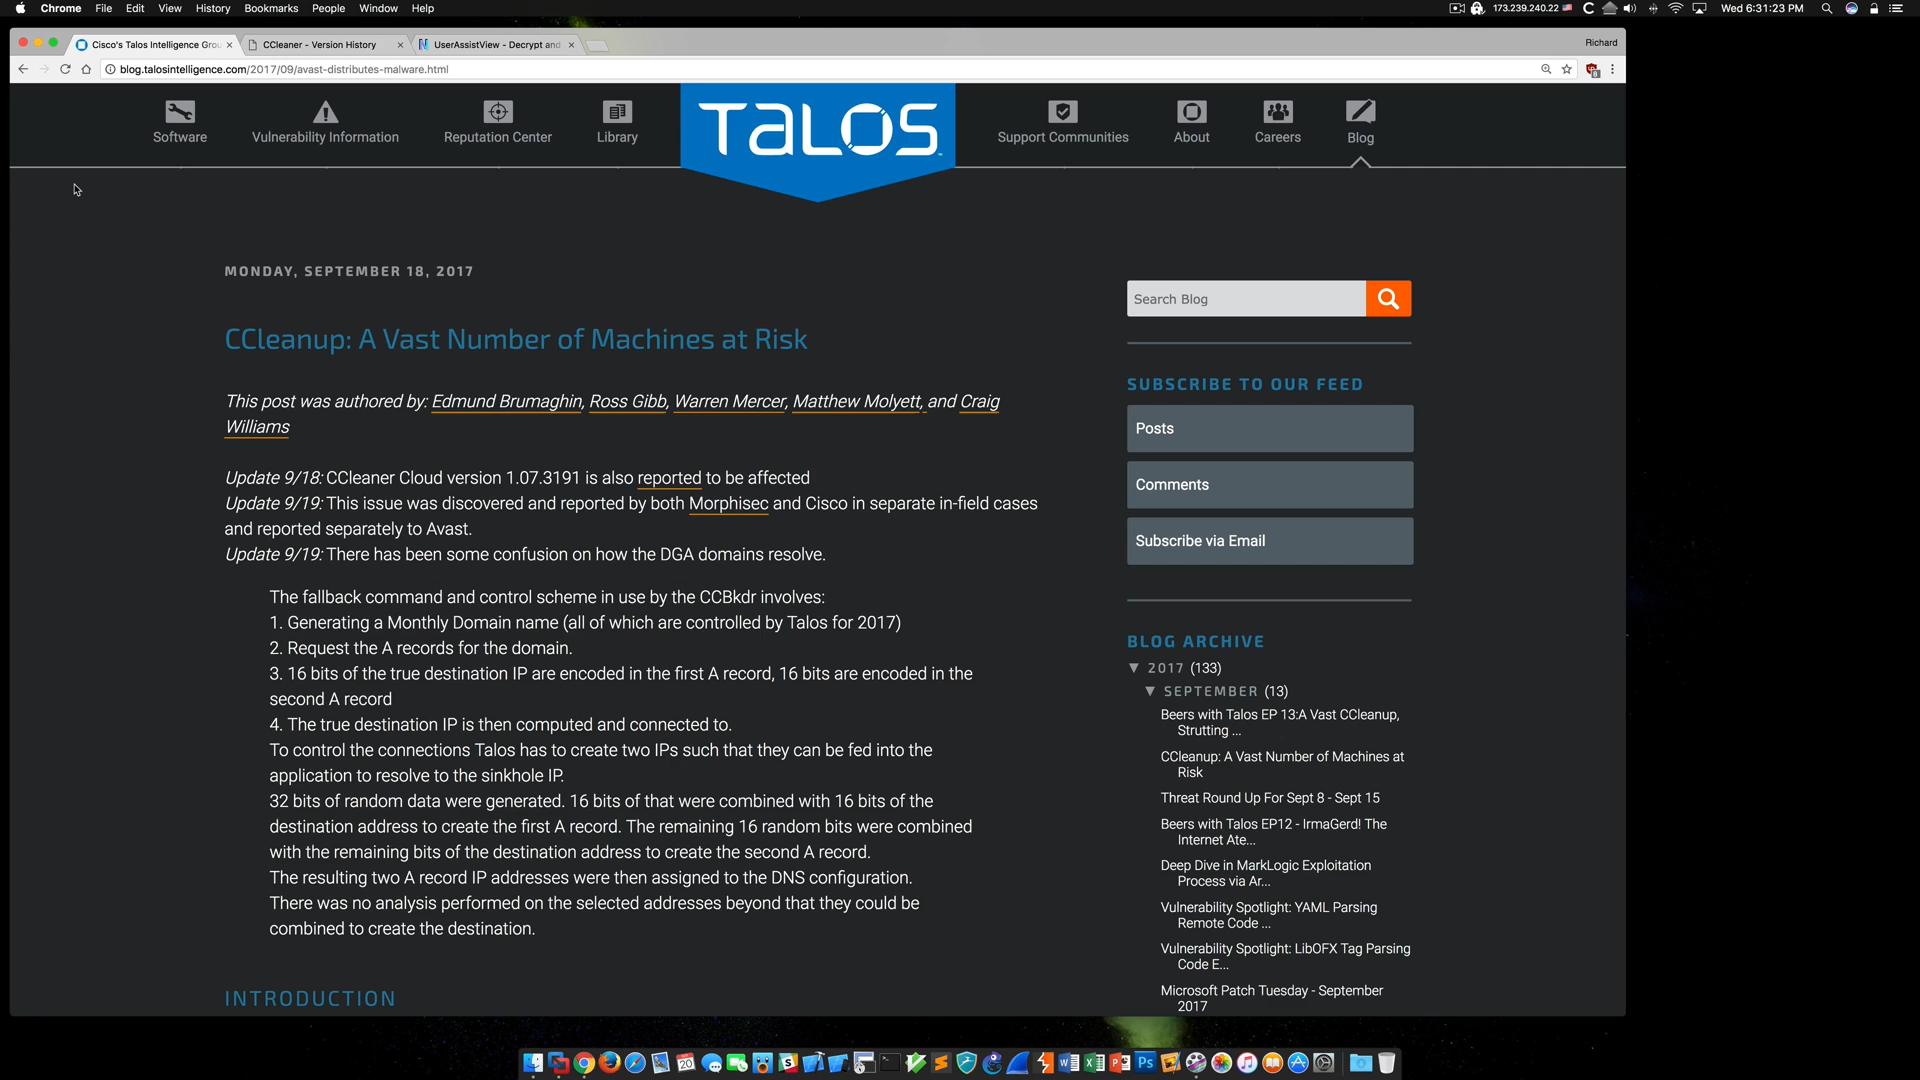 Chrome File Edit View History Bookmarks People Window Help
173.239.240.22 Wed 6:31:23 PM
Cisco's Talos Intelligence Grou
CCleaner - Version History
UserAssistView - Decrypt and
Richard
blog.talosintelligence.com/2017/09/avast-distributes-malware.html
Software
Vulnerability Information
Reputation Center
Library
TALOS
Support Communities
About
Careers
Blog
MONDAY, SEPTEMBER 18, 2017
CCleanup: A Vast Number of Machines at Risk
This post was authored by: Edmund Brumaghin, Ross Gibb, Warren Mercer, Matthew Molyett, and Craig
Williams
Update 9/18: CCleaner Cloud version 1.07.3191 is also reported to be affected
Update 9/19: This issue was discovered and reported by both Morphisec and Cisco in separate in-field cases
and reported separately to Avast.
Update 9/19: There has been some confusion on how the DGA domains resolve.
The fallback command and control scheme in use by the CCBkdr involves:
1. Generating a Monthly Domain name (all of which are controlled by Talos for 2017)
2. Request the A records for the domain.
3. 16 bits of the true destination IP are encoded in the first A record, 16 bits are encoded in the
second A record
4. The true destination IP is then computed and connected to.
To control the connections Talos has to create two IPs such that they can be fed into the
application to resolve to the sinkhole IP.
32 bits of random data were generated. 16 bits of that were combined with 16 bits of the
destination address to create the first A record. The remaining 16 random bits were combined
with the remaining bits of the destination address to create the second A record.
The resulting two A record IP addresses were then assigned to the DNS configuration.
There was no analysis performed on the selected addresses beyond that they could be
combined to create the destination.
INTRODUCTION
Search Blog
SUBSCRIBE TO OUR FEED
Posts
Comments
Subscribe via Email
BLOG ARCHIVE
▼ 2017 (133)
▼ SEPTEMBER (13)
Beers with Talos EP 13:A Vast CCleanup,
Strutting ...
CCleanup: A Vast Number of Machines at
Risk
Threat Round Up For Sept 8 - Sept 15
Beers with Talos EP12 - IrmaGerd! The
Internet Ate...
Deep Dive in MarkLogic Exploitation
Process via Ar...
Vulnerability Spotlight: YAML Parsing
Remote Code ...
Vulnerability Spotlight: LibOFX Tag Parsing
Code E...
Microsoft Patch Tuesday - September
2017